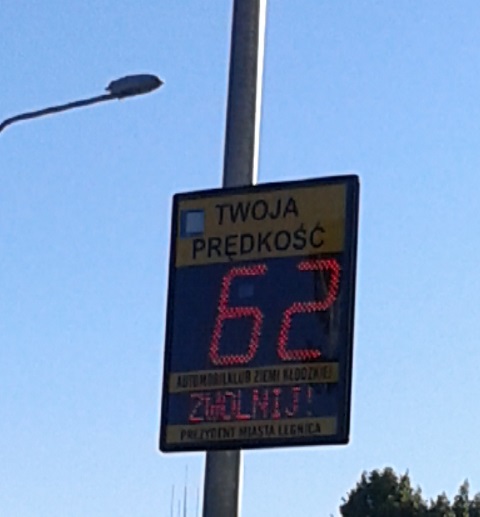 TWOJA
PRĘDKOŚĆ
62
AUTOMOBILKLUB ZIEMI KŁODZKIEJ
ZWOLNIJ!
PREZYDENT MIASTA LEGNICA